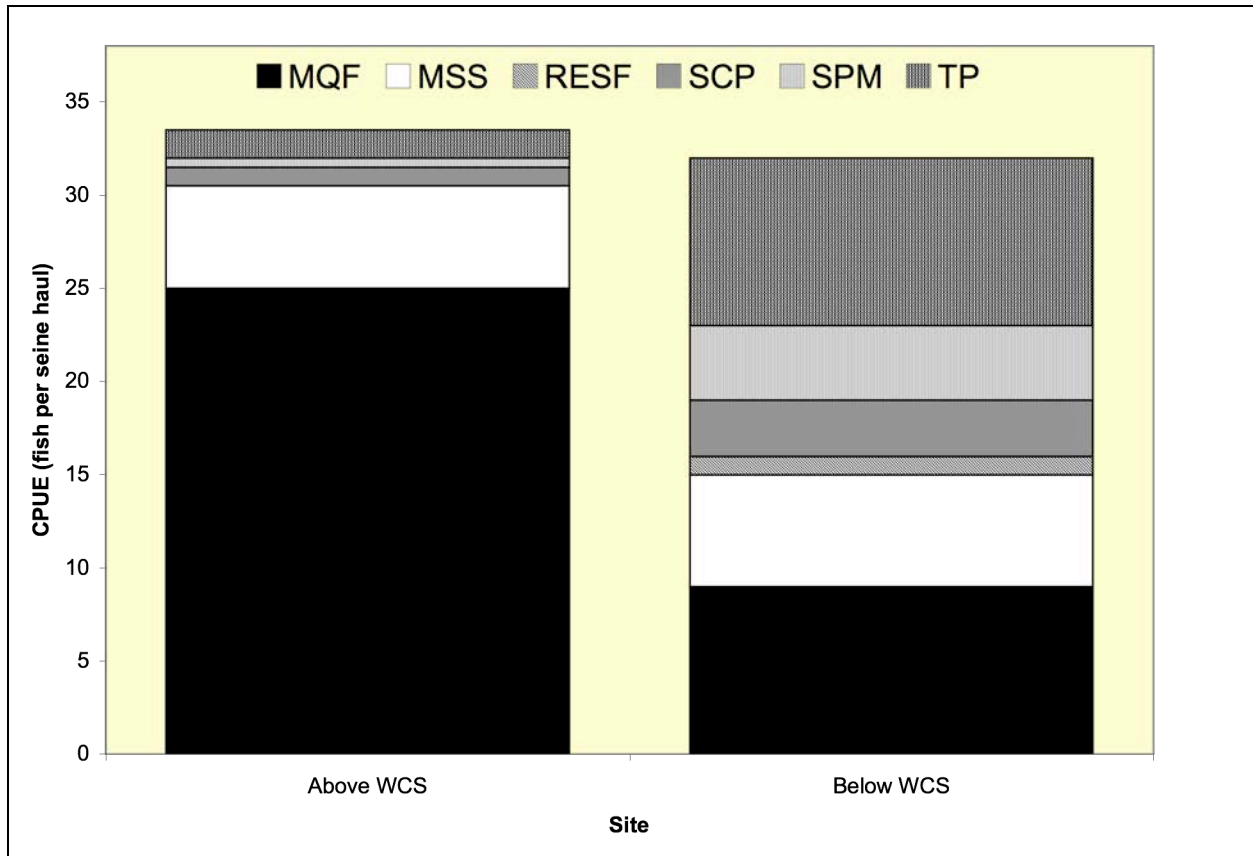 MQF MSS RESF SCP SPM TP
35
30
25
20
15
10
5
0
CPUE (fish per seine haul)
Above WCS Below WCS
Site